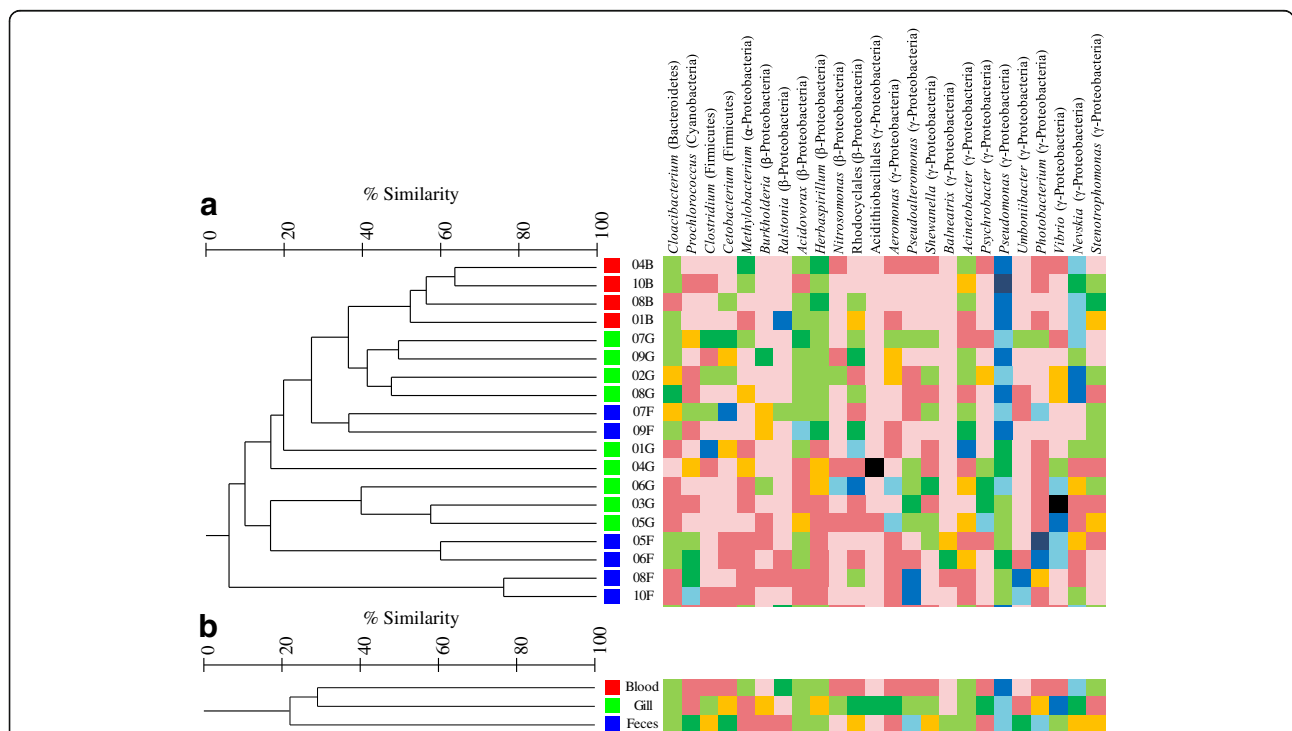 Cloacibacterium (Bacteroidetes)
Prochlorococcus (Cyanobacteria)
Clostridium (Firmicutes)
Cetobacterium (Firmicutes)
Methylobacterium (α-Proteobacteria)
Burkholderia (β-Proteobacteria)
Ralstonia (β-Proteobacteria)
Acidovorax (β-Proteobacteria)
Herbaspirillum (β-Proteobacteria)
Nitrosomonas (β-Proteobacteria)
Rhodocyclales (β-Proteobacteria)
Acidithiobacillales (γ-Proteobacteria)
Aeromonas (γ-Proteobacteria)
Pseudoalteromonas (γ-Proteobacteria)
Shewanella (γ-Proteobacteria)
Balneatrix (γ-Proteobacteria)
Acinetobacter (γ-Proteobacteria)
Psychrobacter (γ-Proteobacteria)
Pseudomonas (γ-Proteobacteria)
Umboniibacter (γ-Proteobacteria)
Photobacterium (γ-Proteobacteria)
Vibrio (γ-Proteobacteria)
Nevskia (γ-Proteobacteria)
Stenotrophomonas (γ-Proteobacteria)
a
% Similarity
0 20 40 60 80 100
04B
10B
08B
01B
07G
09G
02G
08G
07F
09F
01G
04G
06G
03G
05G
05F
06F
08F
10F
b
% Similarity
0 20 40 60 80 100
Blood
Gill
Feces